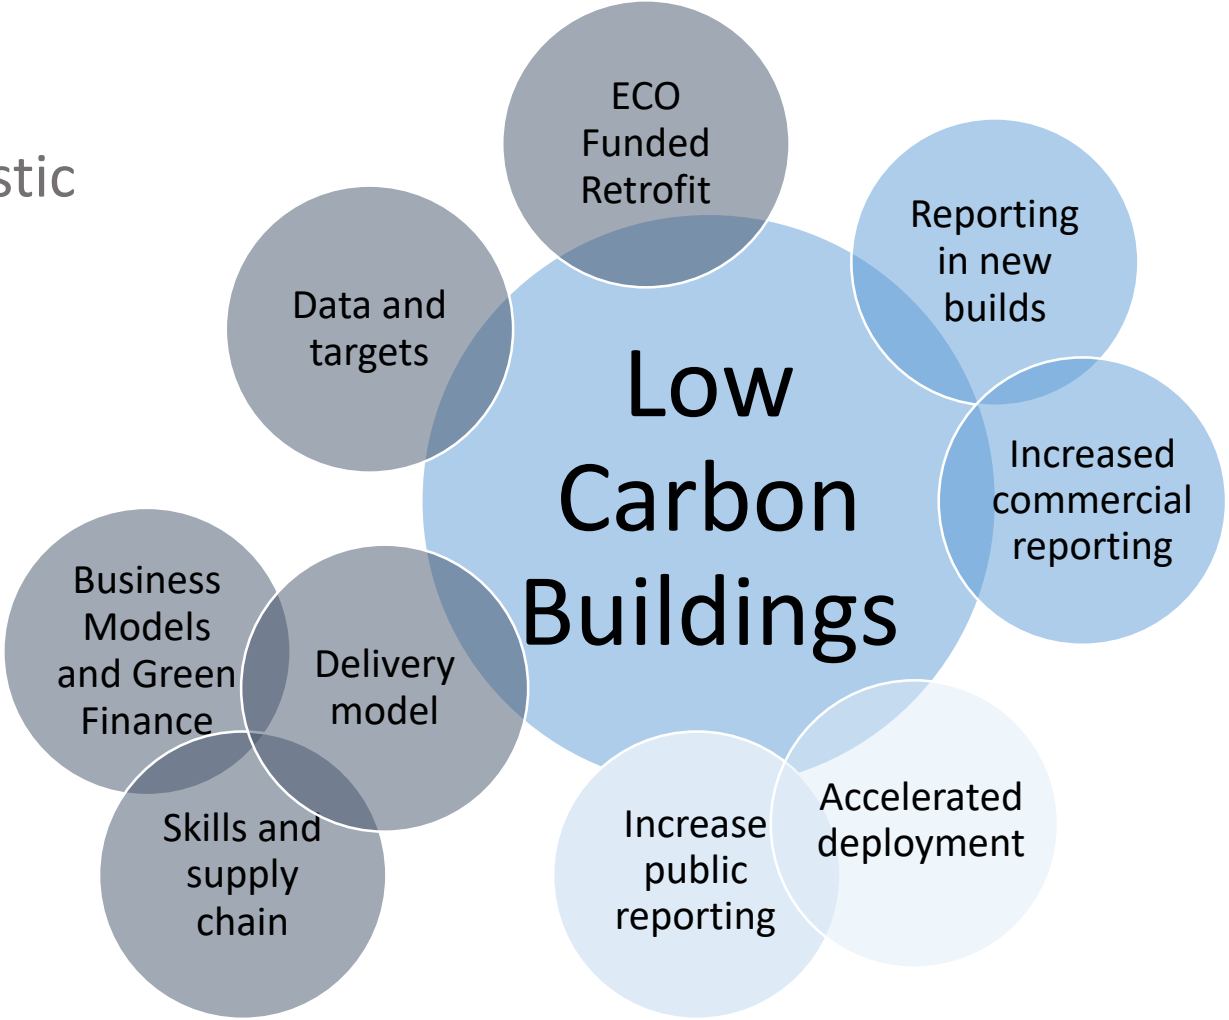 stic
ECO
Funded
Retrofit
Reporting
in new
builds
Data and
targets
Low
Carbon
Buildings
Increased
commercial
reporting
Business
Models
and Green
Finance
Delivery
model
Skills and
supply
chain
Increase
public
reporting
Accelerated
deployment